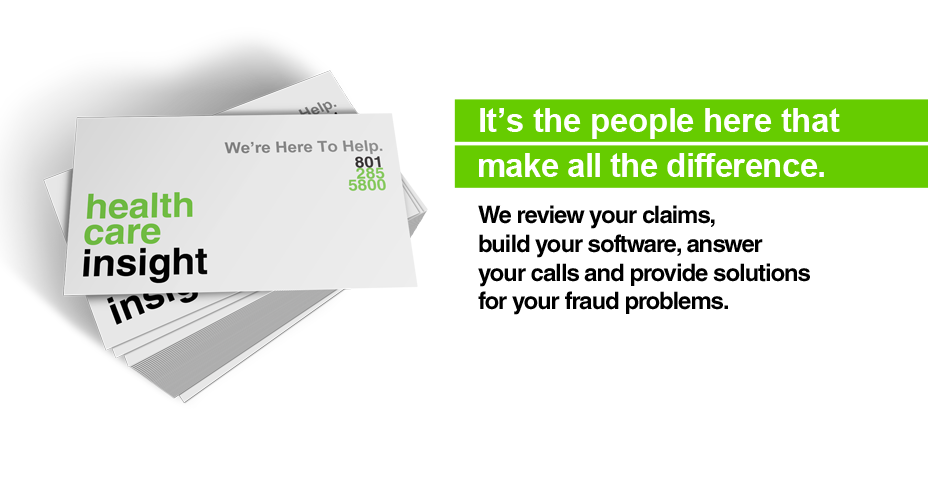 Help.
We're Here To Help.
801
285
5800
health
care
insight
It's the people here that
make all the difference.
We review your claims,
build your software, answer
your calls and provide solutions
for your fraud problems.